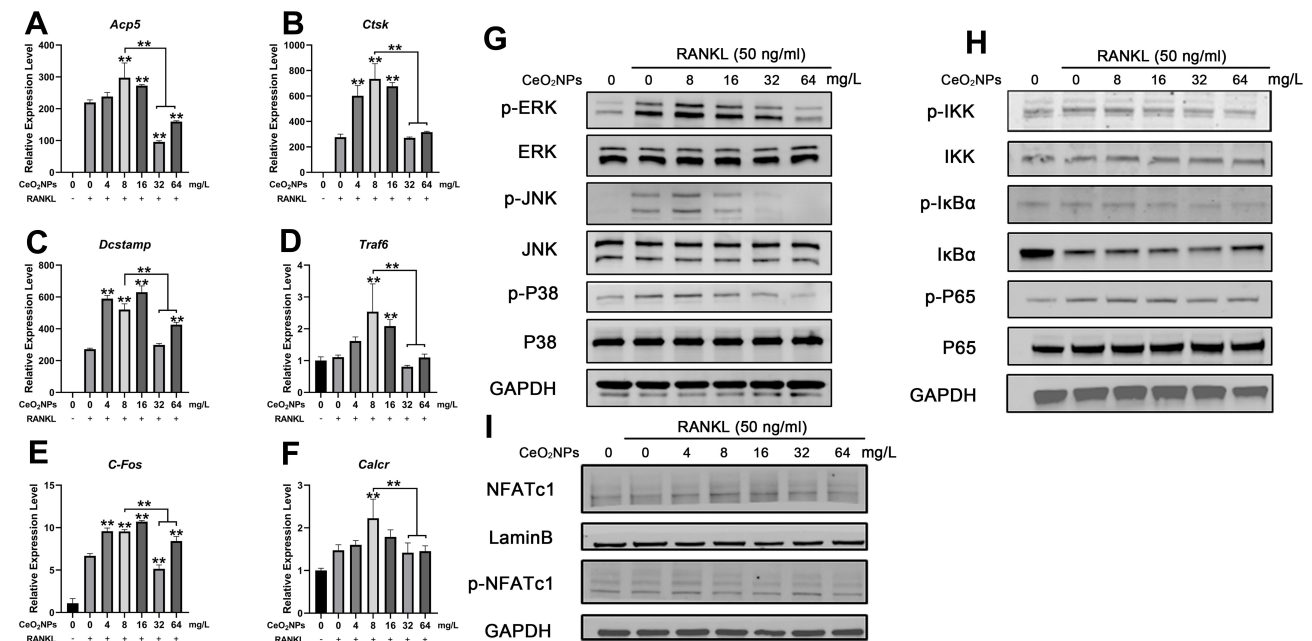 A
Acp5
Relative Expression Level
400
300
200
100
0
**
**
**
**
**
CeO₂NPs 0 0 4 8 16 32 64 mg/L
RANKL - + + + + + +
B
Ctsk
Relative Expression Level
1000
800
600
400
200
0
**
**
**
**
CeO₂NPs 0 0 4 8 16 32 64 mg/L
RANKL - + + + + + +
C
Dcstamp
Relative Expression Level
800
600
400
200
0
**
**
**
**
**
CeO₂NPs 0 0 4 8 16 32 64 mg/L
RANKL - + + + + + +
D
Traf6
Relative Expression Level
4
3
2
1
0
**
**
**
CeO₂NPs 0 0 4 8 16 32 64 mg/L
RANKL - + + + + + +
E
C-Fos
Relative Expression Level
15
10
5
0
**
**
**
**
**
**
CeO₂NPs 0 0 4 8 16 32 64 mg/L
RANKL - + + + + + +
F
Calcr
Relative Expression Level
3
2
1
0
**
**
CeO₂NPs 0 0 4 8 16 32 64 mg/L
RANKL - + + + + + +
G
RANKL (50 ng/ml)
CeO₂NPs 0 0 8 16 32 64 mg/L
p-ERK
ERK
p-JNK
JNK
p-P38
P38
GAPDH
H
RANKL (50 ng/ml)
CeO₂NPs 0 0 8 16 32 64 mg/L
p-IKK
IKK
p-IκBα
IκBα
p-P65
P65
GAPDH
I
RANKL (50 ng/ml)
CeO₂NPs 0 0 4 8 16 32 64 mg/L
NFATc1
LaminB
p-NFATc1
GAPDH